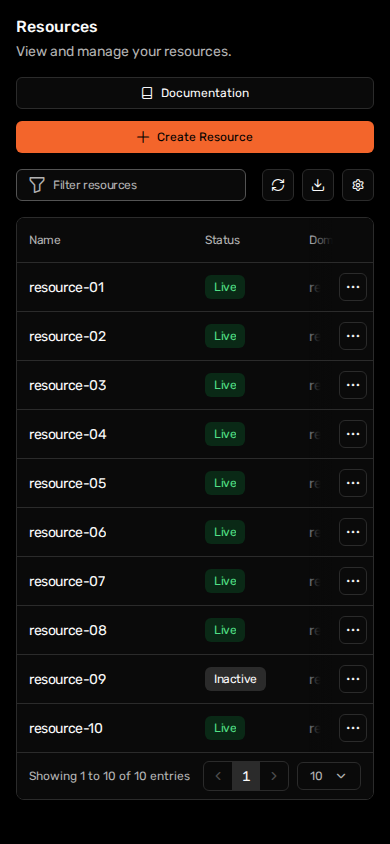 Resources
View and manage your resources.
Documentation
Create Resource
Filter resources
Name Status
resource-01 Live
resource-02 Live
resource-03 Live
resource-04 Live
resource-05 Live
resource-06 Live
resource-07 Live
resource-08 Live
resource-09 Inactive
resource-10 Live
Showing 1 to 10 of 10 entries 1 10